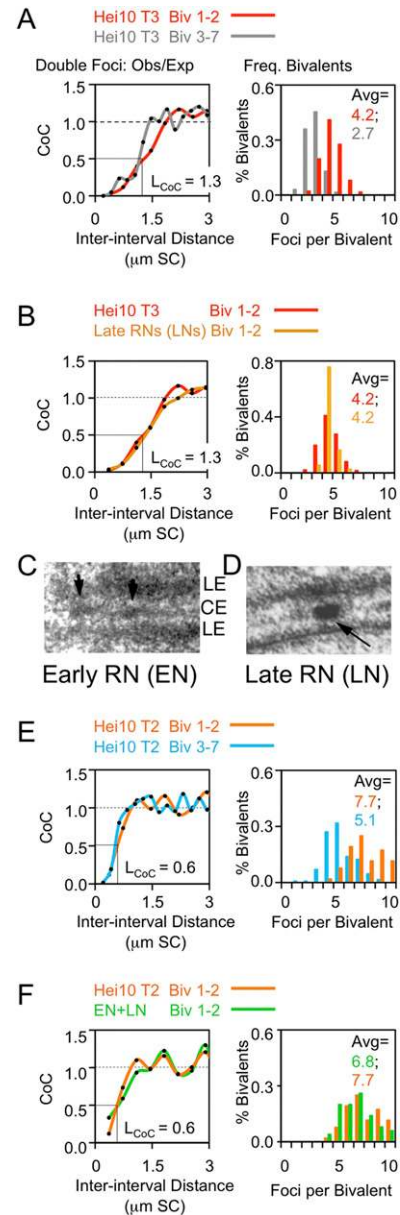 A
Hei10 T3 Biv 1-2
Hei10 T3 Biv 3-7
Double Foci: Obs/Exp
Freq. Bivalents
CoC
1.5
1.0
0.5
0
LCoC = 1.3
0 1.5 3
Inter-interval Distance
(μm SC)
% Bivalents
0.6
0.3
0.0
Avg=
4.2;
2.7
0 5 10
Foci per Bivalent
B
Hei10 T3 Biv 1-2
Late RNs (LNs) Biv 1-2
CoC
1.5
1.0
0.5
0
LCoC = 1.3
0 1.5 3
Inter-interval Distance
(μm SC)
% Bivalents
0.8
0.4
0.0
Avg=
4.2;
4.2
0 5 10
Foci per Bivalent
C
LE
CE
LE
Early RN (EN)
D
Late RN (LN)
E
Hei10 T2 Biv 1-2
Hei10 T2 Biv 3-7
CoC
1.5
1.0
0.5
0
LCoC = 0.6
0 1.5 3
Inter-interval Distance
(μm SC)
% Bivalents
0.6
0.3
0.0
Avg=
7.7;
5.1
0 5 10
Foci per Bivalent
F
Hei10 T2 Biv 1-2
EN+LN Biv 1-2
CoC
1.5
1.0
0.5
0
LCoC = 0.6
0 1.5 3
Inter-interval Distance
(μm SC)
% Bivalents
0.6
0.3
0.0
Avg=
6.8;
7.7
0 5 10
Foci per Bivalent